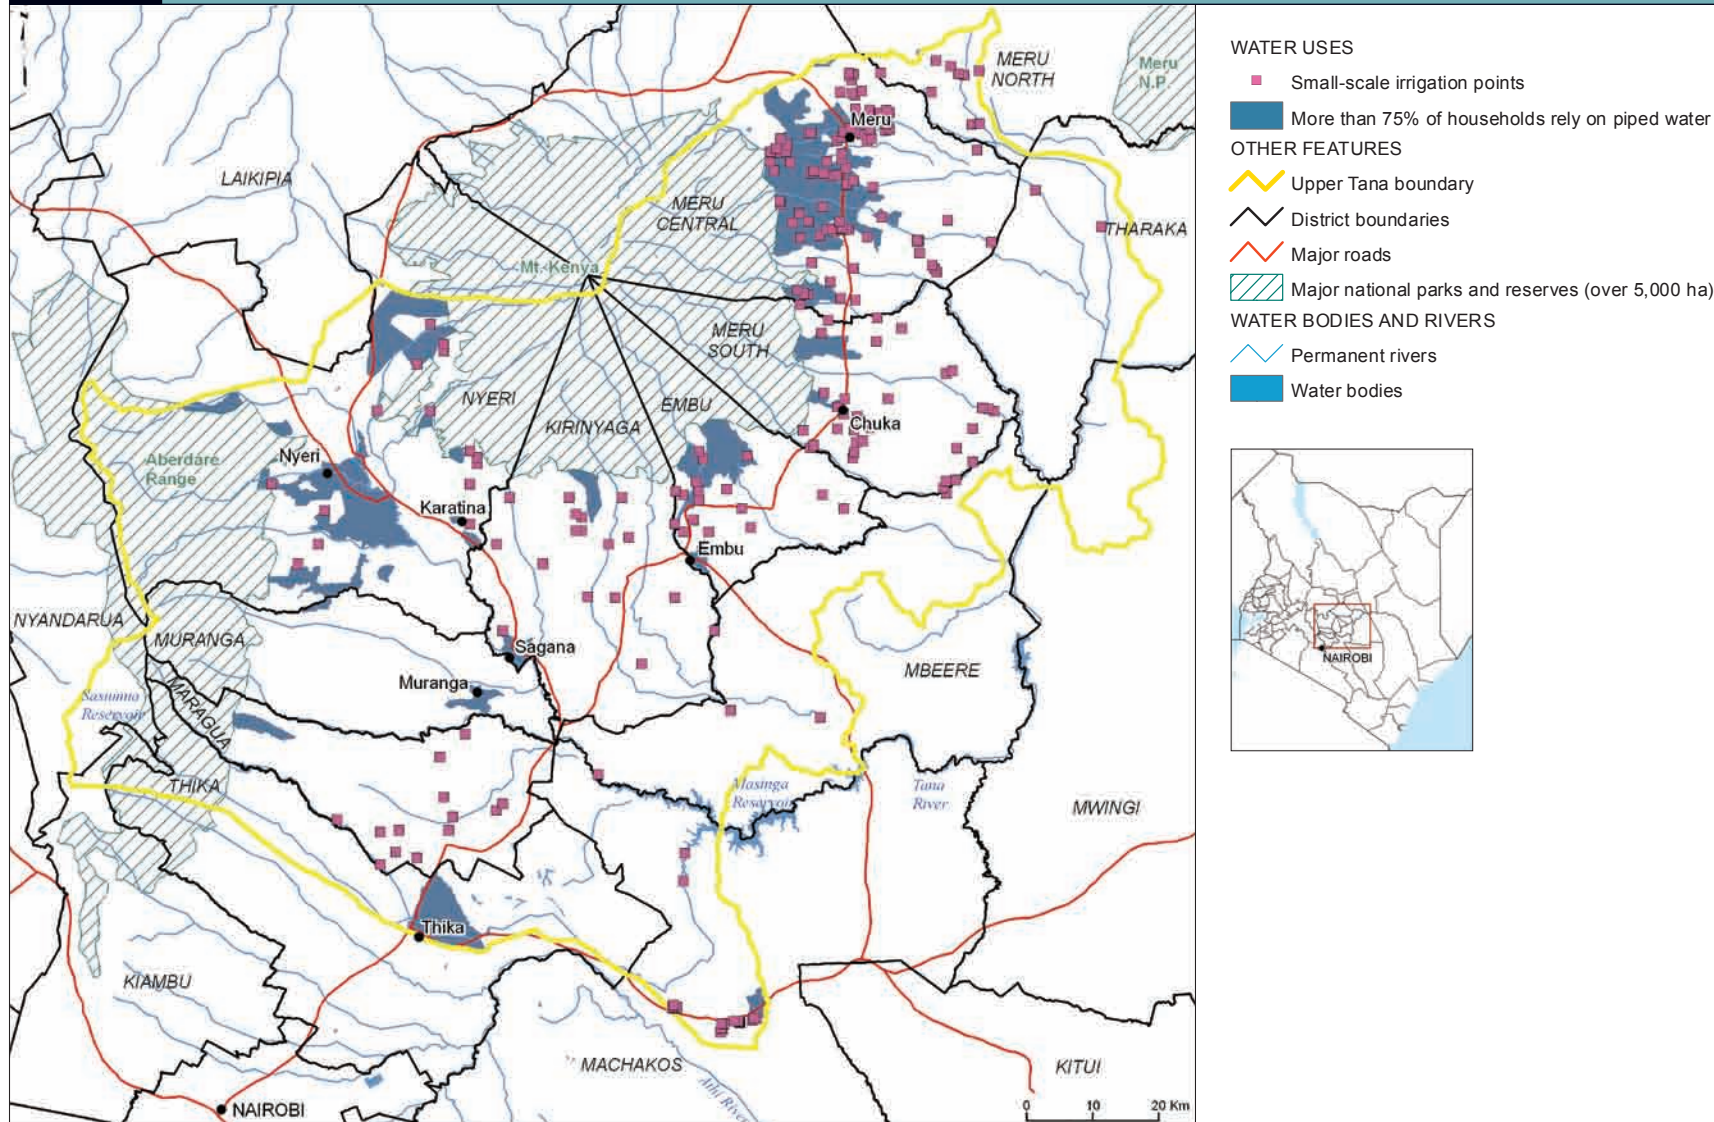 MERU
NORTH
Meru
N.P.
Meru
LAIKIPIA
MERU
CENTRAL
THARAKA
Mt. Kenya
MERU
SOUTH
NYERI
EMBU
KIRINYAGA
Chuka
Aberdare
Range
Nyeri
Karatina
Embu
NYANDARUA
MURANGA
Sagana
MBEERE
Muranga
MARAGUA
Sasumua
Reservoir
THIKA
Masinga
Reservoir
Tana
River
MWINGI
Thika
KIAMBU
MACHAKOS
Athi River
KITUI
NAIROBI
0 10 20 Km
WATER USES
Small-scale irrigation points
More than 75% of households rely on piped water
OTHER FEATURES
Upper Tana boundary
District boundaries
Major roads
Major national parks and reserves (over 5,000 ha)
WATER BODIES AND RIVERS
Permanent rivers
Water bodies
NAIROBI